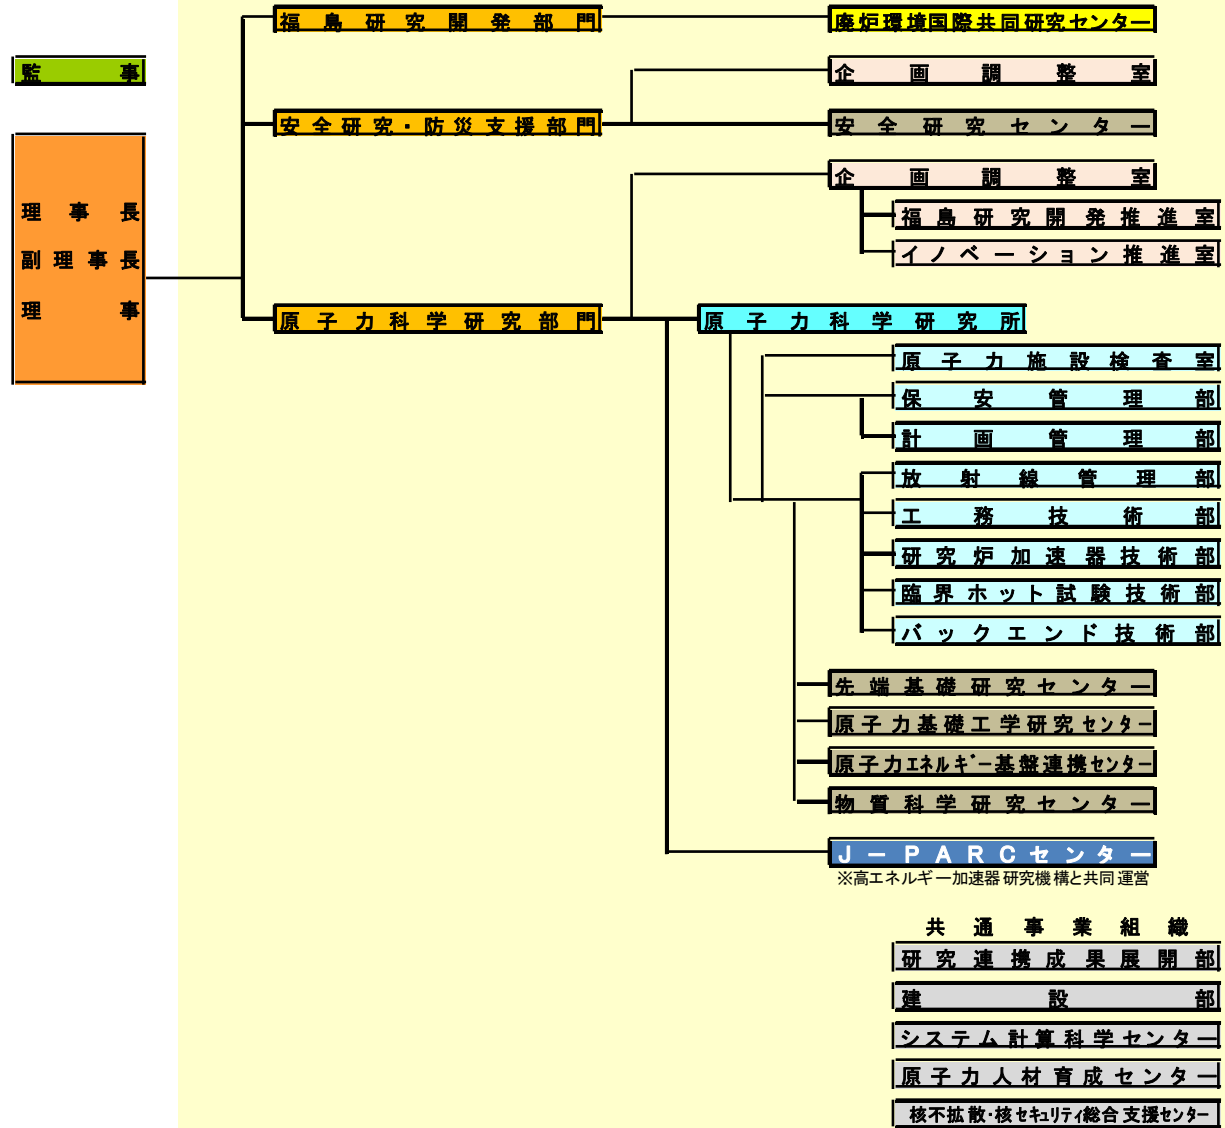 福島研究開発部門
廃炉環境国際共同研究センター
監事
企画調整室
安全研究・防災支援部門
安全研究センター
企画調整室
理事長
副理事長
理事
福島研究開発推進室
イノベーション推進室
原子力科学研究部門
原子力科学研究所
原子力施設検査室
保安管理部
計画管理部
放射線管理部
工務技術部
研究炉加速器技術部
臨界ホット試験技術部
バックエンド技術部
先端基礎研究センター
原子力基礎工学研究センター
原子力エネルギー基盤連携センター
物質科学研究センター
J－PARCセンター
※高エネルギー加速器研究機構と共同運営
共通事業組織
研究連携成果展開部
建設部
システム計算科学センター
原子力人材育成センター
核不拡散・核セキュリティ総合支援センター